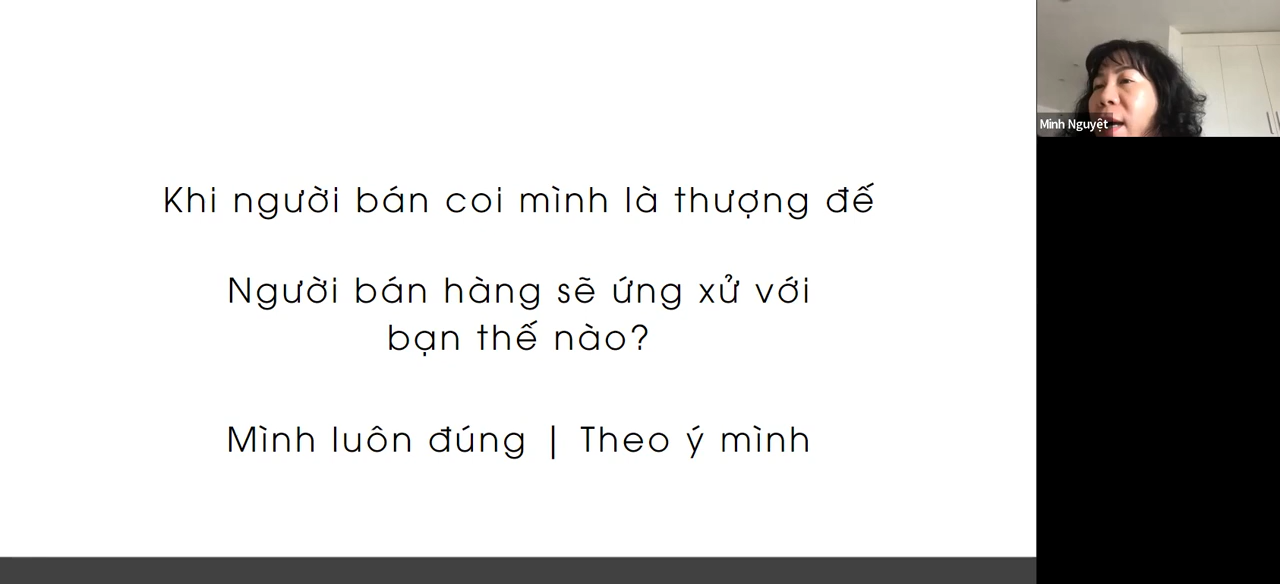 Khi người bán coi mình là thượng đế
Người bán hàng sẽ ứng xử với
bạn thế nào?
Mình luôn đúng | Theo ý mình
Minh Nguyệt